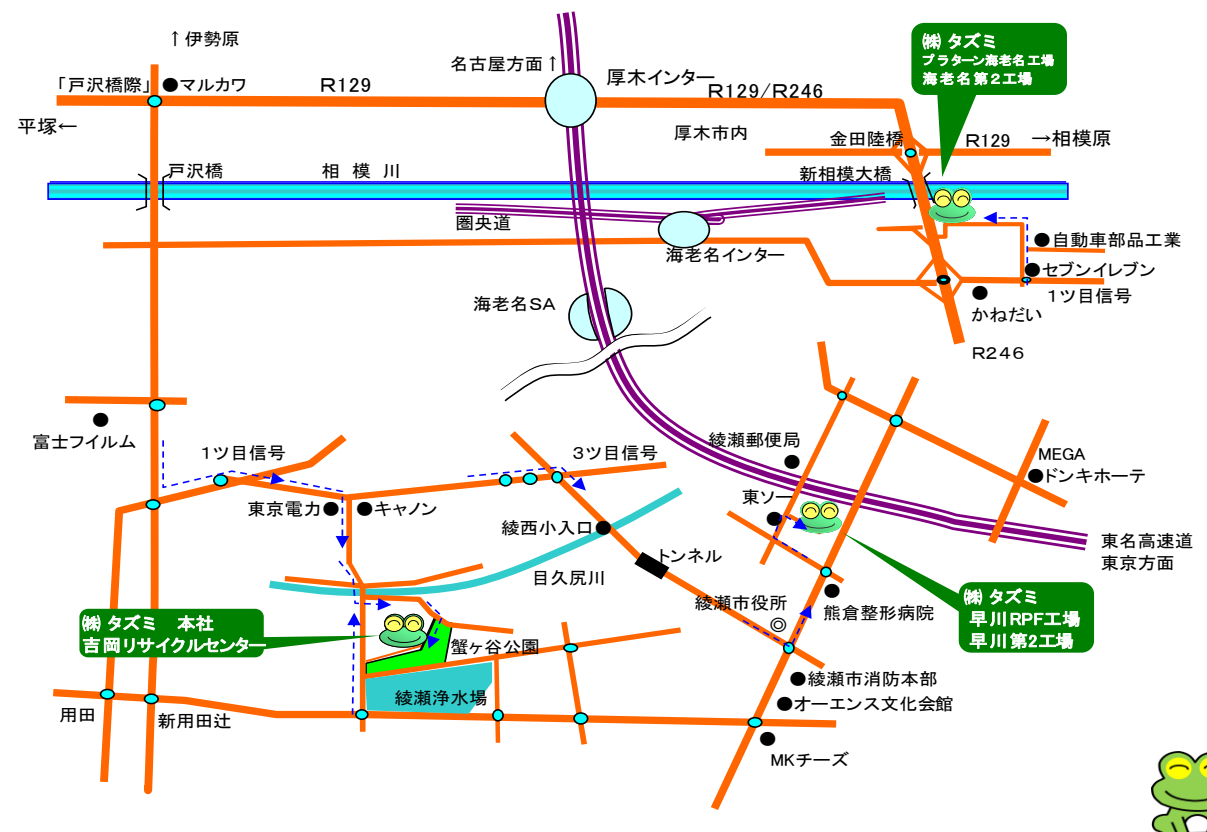 ↑伊勢原
「戸沢橋際」
●マルカワ
R129
名古屋方面↑
厚木インター
R129/R246
㈱ タズミ
プラターン海老名工場
海老名第2工場
平塚←
厚木市内
金田陸橋
R129
→相模原
戸沢橋
相模川
新相模大橋
圏央道
海老名インター
●自動車部品工業
●セブンイレブン
1ツ目信号
海老名SA
かねだい
R246
富士フイルム
1ツ目信号
3ツ目信号
綾瀬郵便局
MEGA
●ドンキホーテ
東京電力●
●キャノン
東ソー
綾西小入口
東名高速道
東京方面
目久尻川
トンネル
㈱ タズミ 本社
吉岡リサイクルセンター
綾瀬市役所
◎
熊倉整形病院
㈱ タズミ
早川RPF工場
早川第2工場
蟹ヶ谷公園
綾瀬浄水場
●綾瀬市消防本部
●オーエンス文化会館
用田
新用田辻
MKチーズ